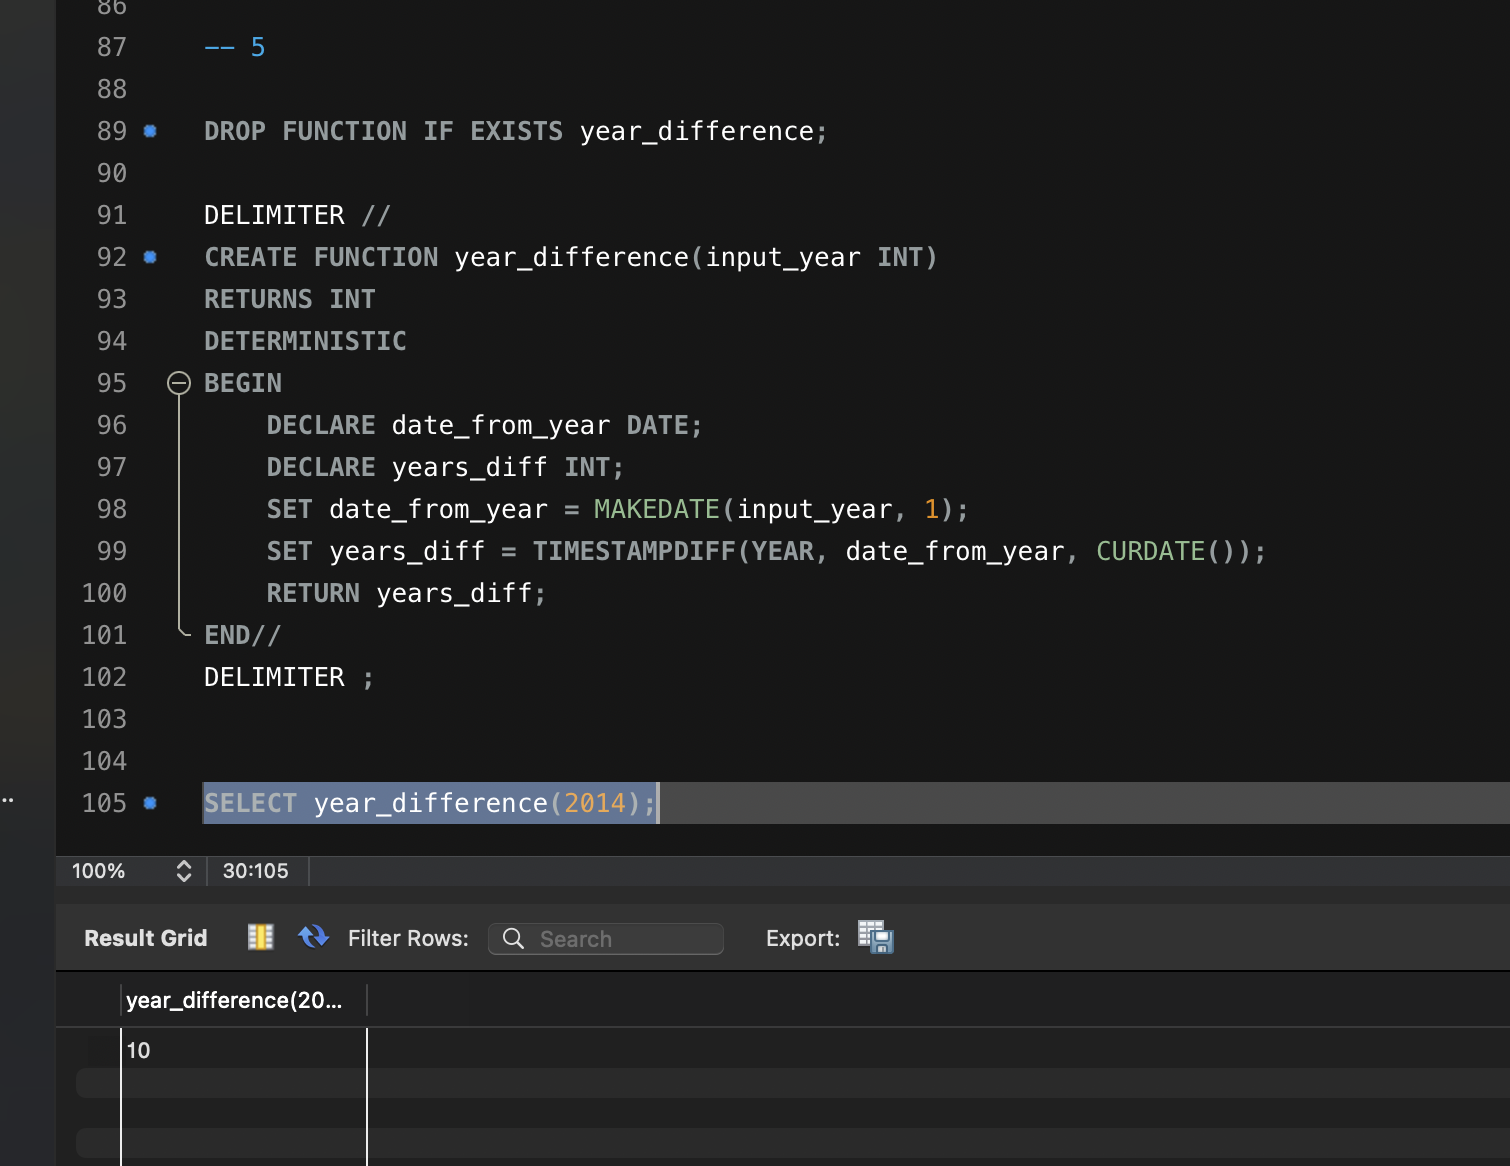 86
87 -- 5
88
89 DROP FUNCTION IF EXISTS year_difference;
90
91 DELIMITER //
92 CREATE FUNCTION year_difference(input_year INT)
93 RETURNS INT
94 DETERMINISTIC
95 BEGIN
96 DECLARE date_from_year DATE;
97 DECLARE years_diff INT;
98 SET date_from_year = MAKEDATE(input_year, 1);
99 SET years_diff = TIMESTAMPDIFF(YEAR, date_from_year, CURDATE());
100 RETURN years_diff;
101 END//
102 DELIMITER ;
103
104
105 SELECT year_difference(2014);
100% 30:105
Result Grid Filter Rows: Search Export:
year_difference(20...
10